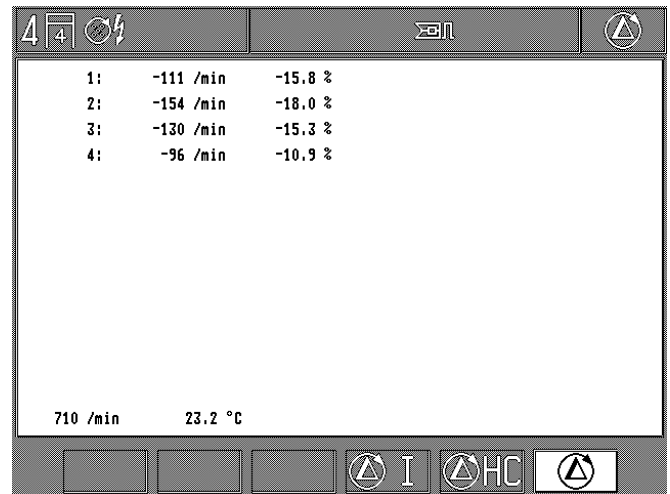 4 4
1: -111 /min -15.8 %
2: -154 /min -18.0 %
3: -130 /min -15.3 %
4: -96 /min -10.9 %
710 /min 23.2 °C
I HC